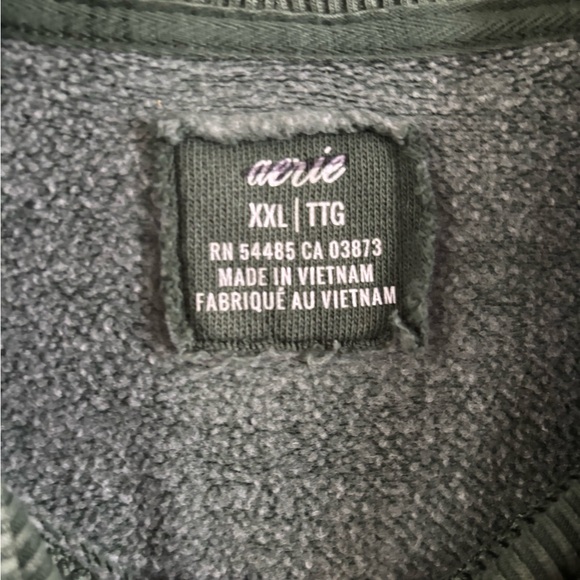 aerie
XXL | TTG
RN 54485 CA 03873
MADE IN VIETNAM
FABRIQUÉ AU VIETNAM